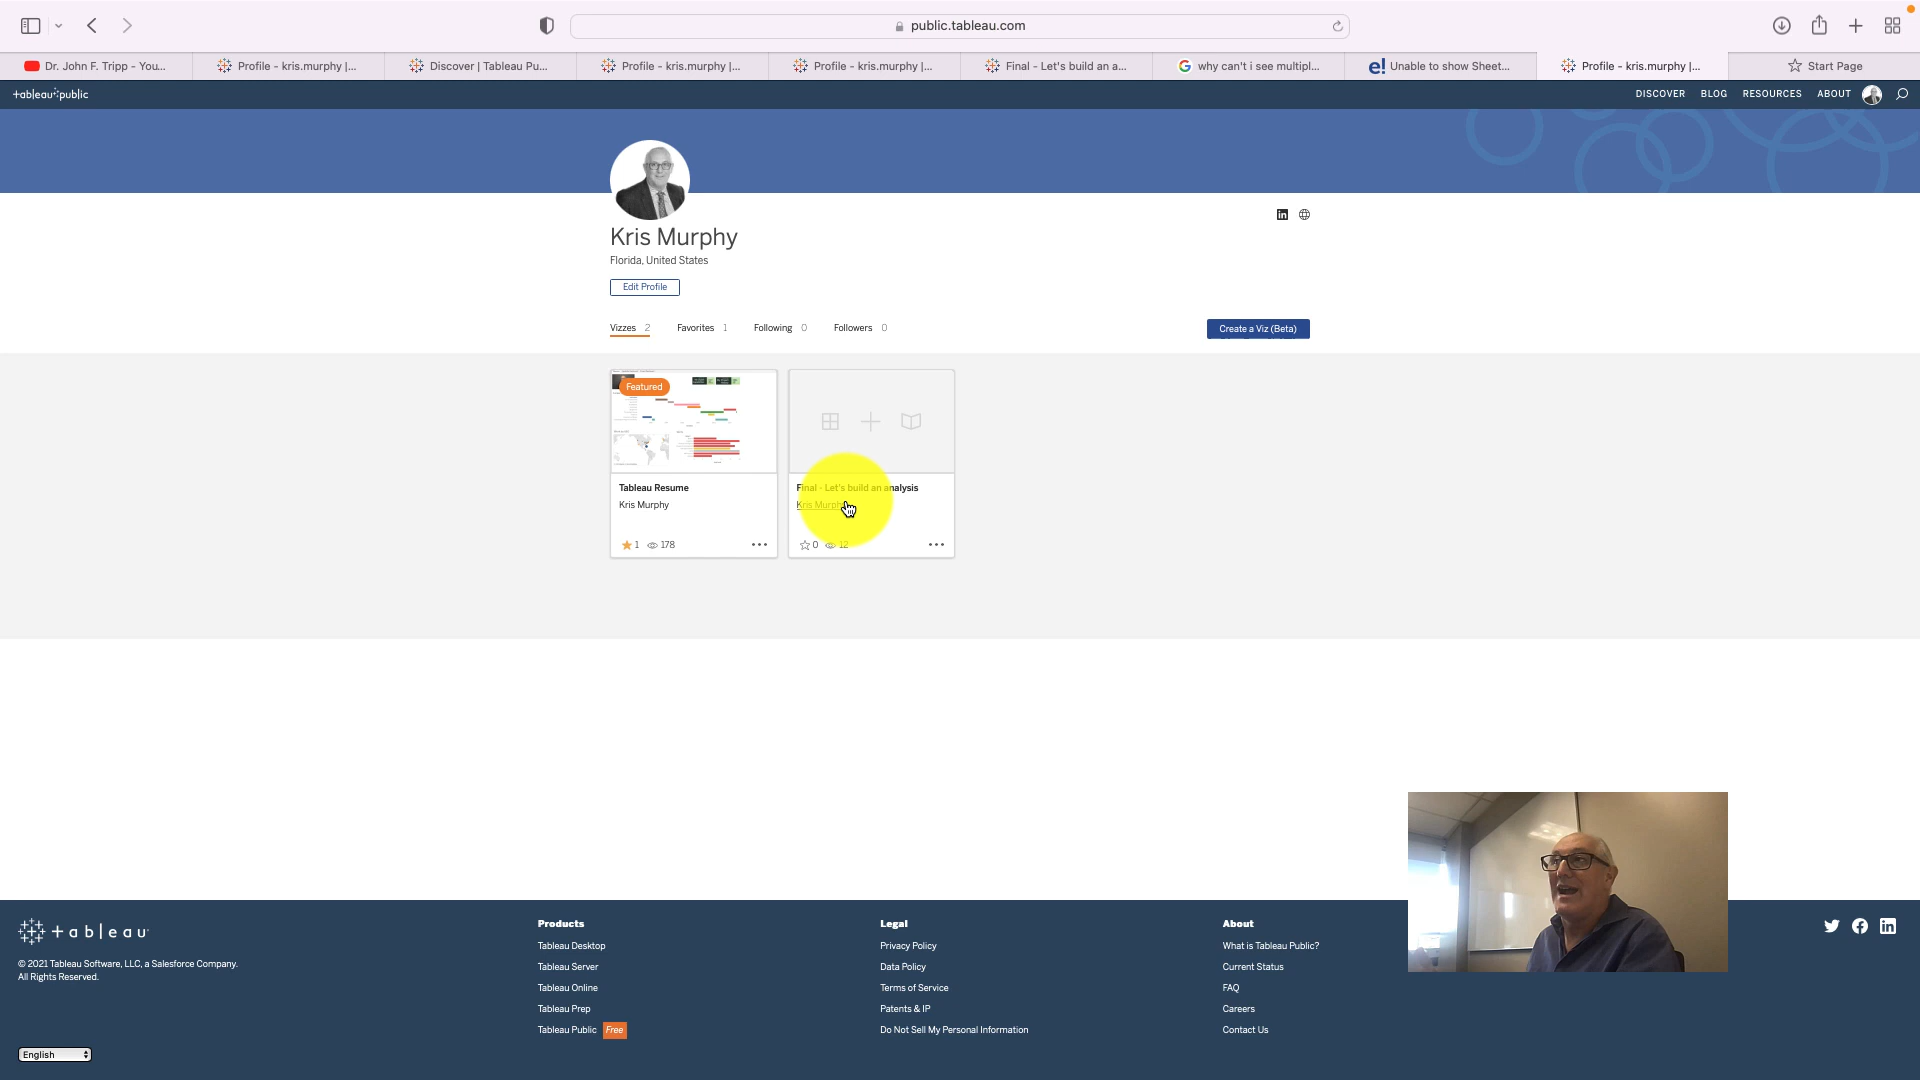 public.tableau.com
Dr. John F. Tripp - You...
Profile - kris.murphy |...
Discover | Tableau Pu...
Profile - kris.murphy |...
Profile - kris.murphy |...
Final - Let's build an a...
why can't i see multipl...
Unable to show Sheet...
Profile - kris.murphy |...
Start Page
+ableau public
DISCOVER
BLOG
RESOURCES
ABOUT
Kris Murphy
Florida, United States
Edit Profile
Vizzes 2
Favorites 1
Following 0
Followers 0
Create a Viz (Beta)
Featured
Tableau Resume
Kris Murphy
1
178
Final - Let's build an analysis
Kris Murphy
0
12
+ableau
© 2021 Tableau Software, LLC, a Salesforce Company.
All Rights Reserved.
English
Products
Tableau Desktop
Tableau Server
Tableau Online
Tableau Prep
Tableau Public Free
Legal
Privacy Policy
Data Policy
Terms of Service
Patents & IP
Do Not Sell My Personal Information
About
What is Tableau Public?
Current Status
FAQ
Careers
Contact Us